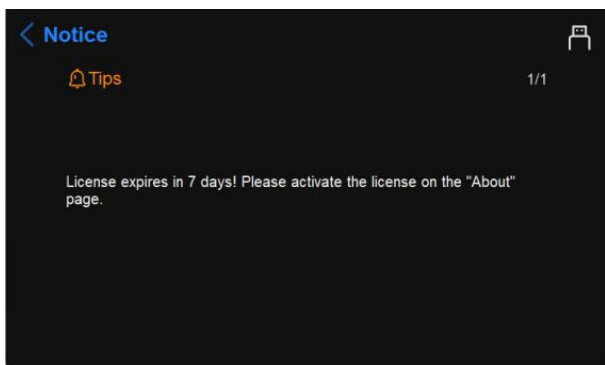 Notice
Tips
1/1
License expires in 7 days! Please activate the license on the "About"
page.